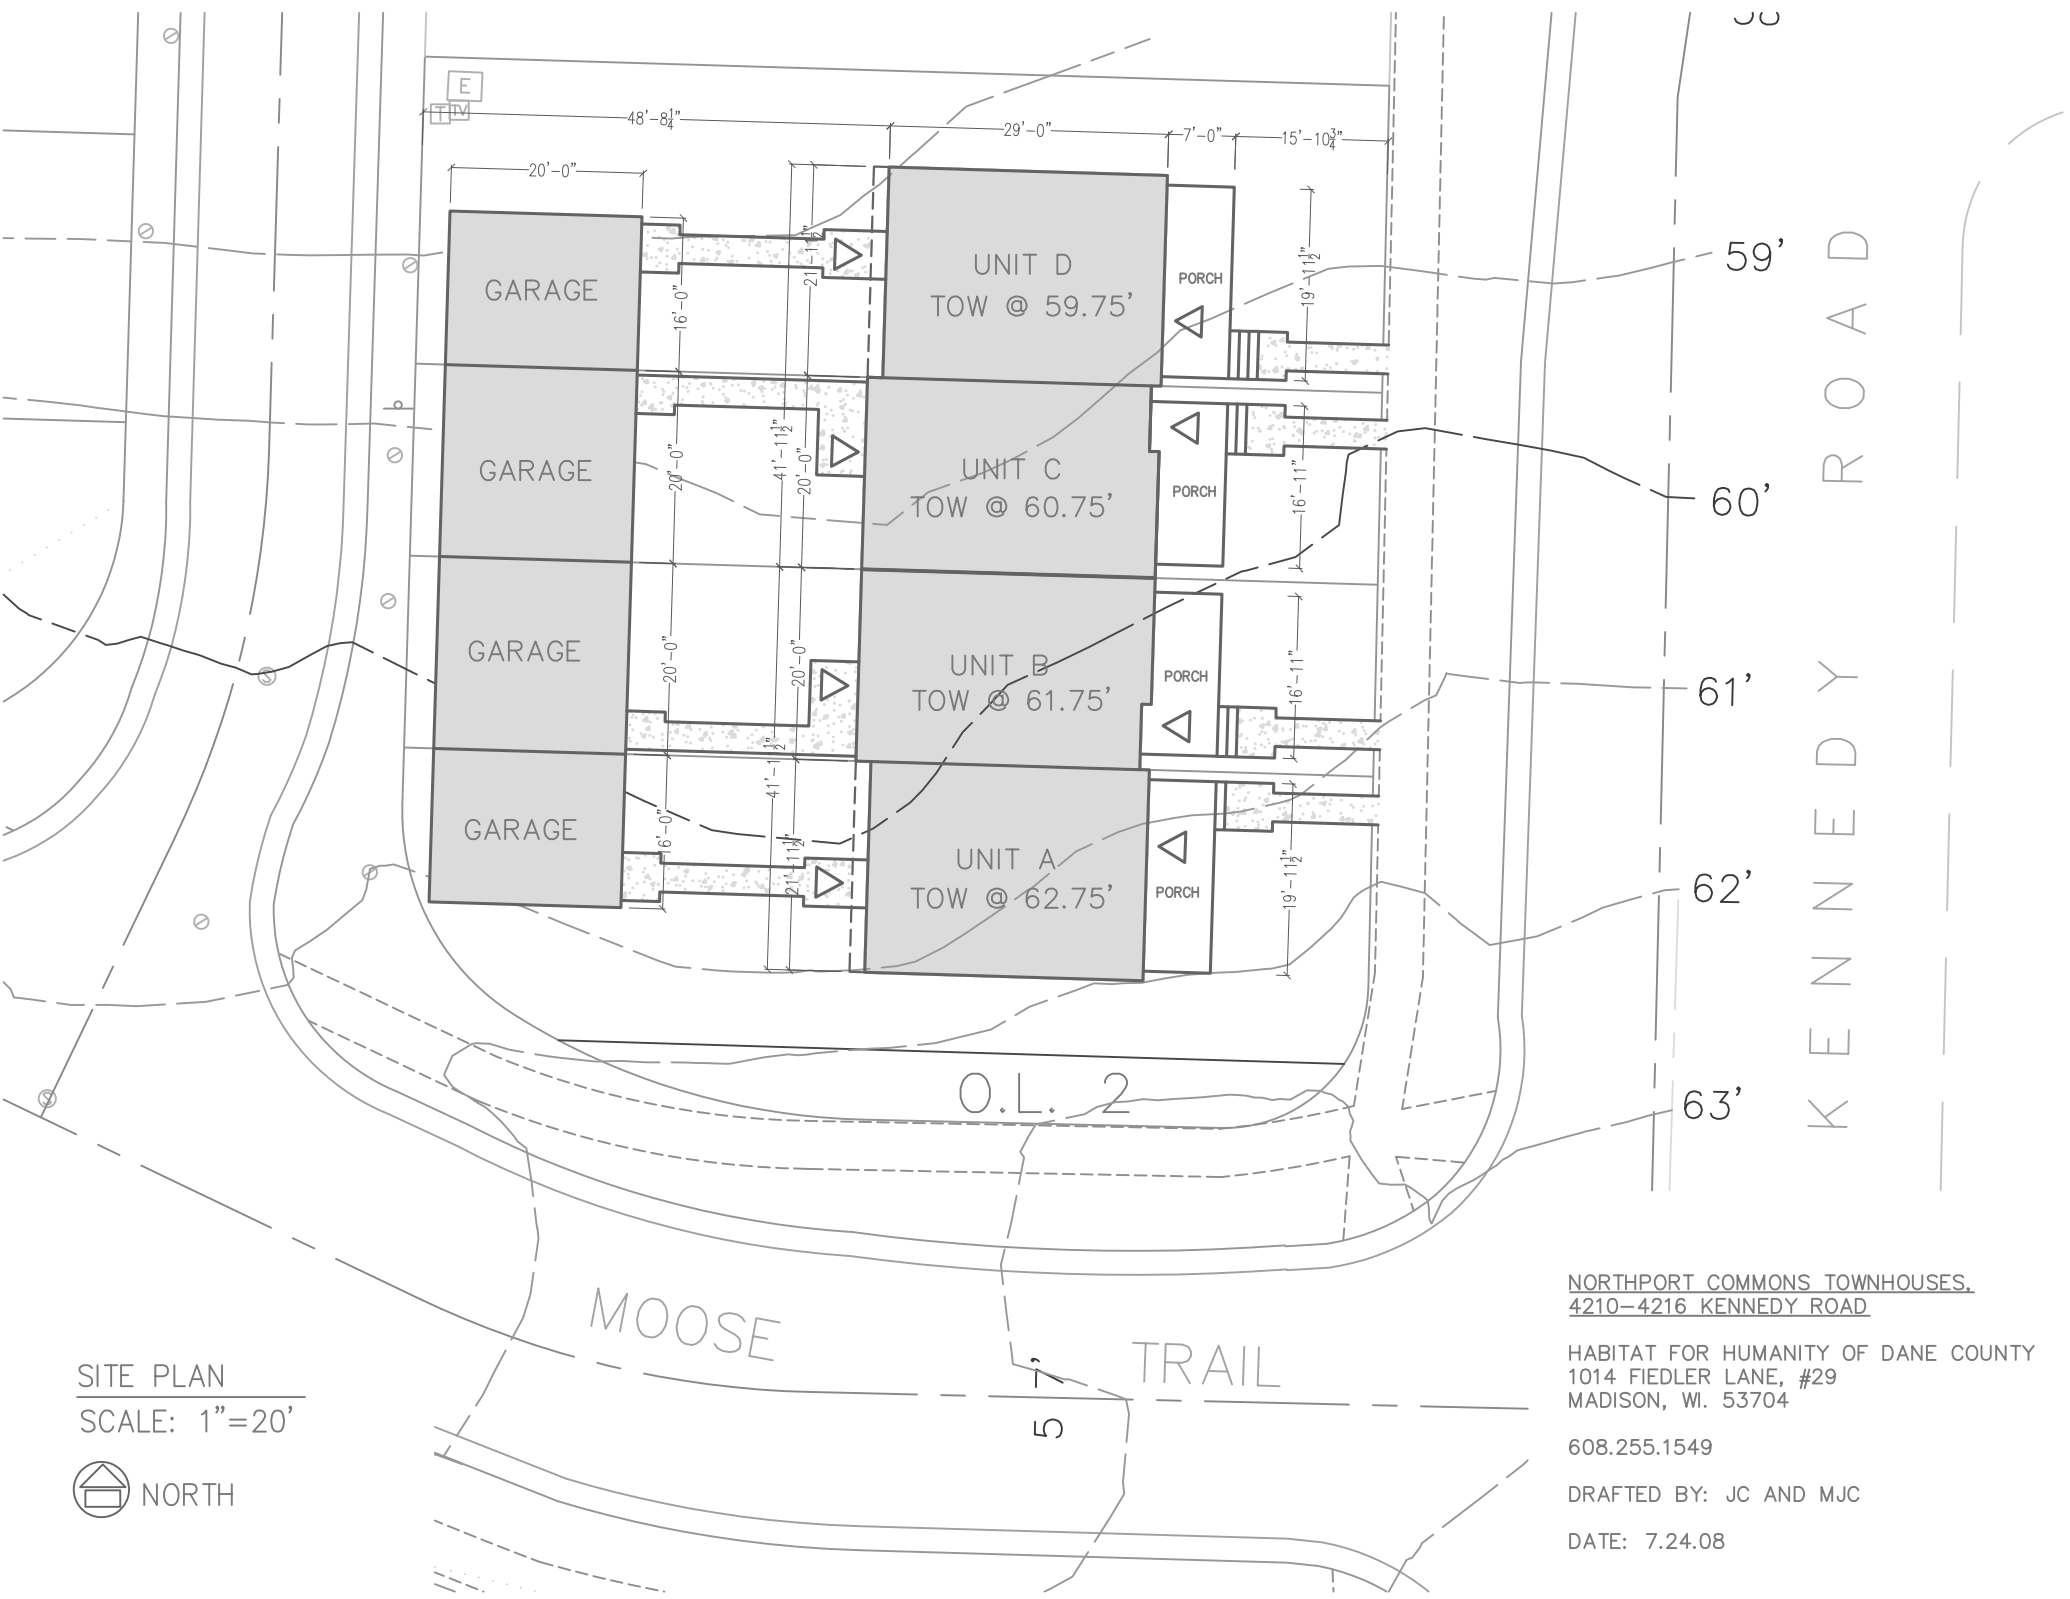 58
E
T
TV
48'-8 1/4"
29'-0"
7'-0"
15'-10 3/4"
20'-0"
GARAGE
16'-0"
21'-11 1/2"
UNIT D
TOW @ 59.75'
PORCH
19'-11 1/2"
59'
GARAGE
20'-0"
41'-11 1/2"
20'-0"
UNIT C
TOW @ 60.75'
PORCH
16'-11"
60'
GARAGE
20'-0"
20'-0"
UNIT B
TOW @ 61.75'
PORCH
16'-11"
61'
GARAGE
16'-0"
41'-11 1/2"
21'-11 1/2"
UNIT A
TOW @ 62.75'
PORCH
19'-11 1/2"
62'
KENNEDY ROAD
S
S
O.L. 2
63'
MOOSE TRAIL
57'
SITE PLAN
SCALE: 1"=20'
NORTH
NORTHPORT COMMONS TOWNHOUSES,
4210-4216 KENNEDY ROAD
HABITAT FOR HUMANITY OF DANE COUNTY
1014 FIEDLER LANE, #29
MADISON, WI. 53704
608.255.1549
DRAFTED BY: JC AND MJC
DATE: 7.24.08